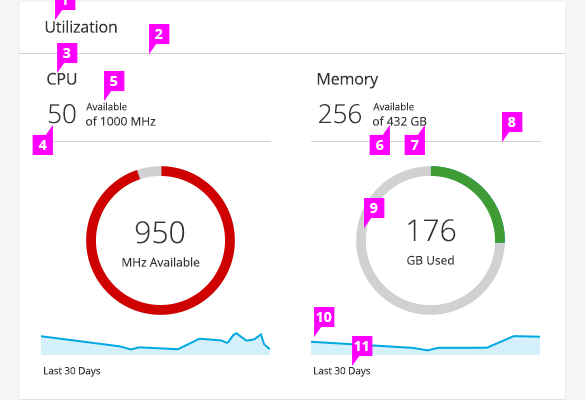 1
Utilization
2
3
CPU
Memory
5
50
Available
of 1000 MHz
256
Available
of 432 GB
8
4
6
7
9
950
MHz Available
176
GB Used
10
11
Last 30 Days
Last 30 Days